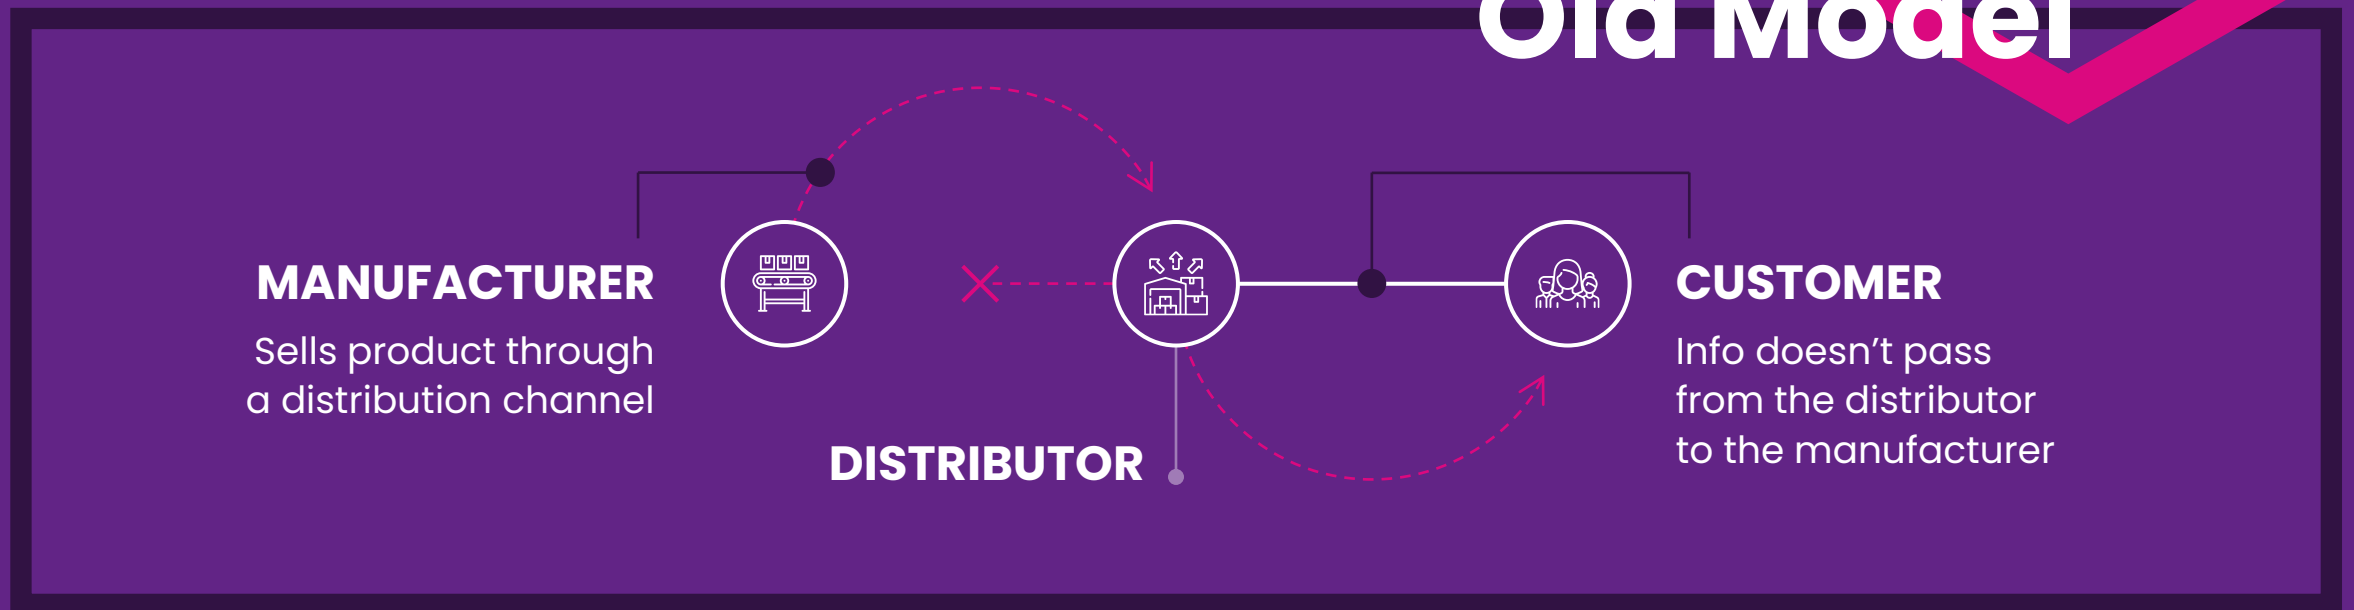 Old Model
MANUFACTURER
Sells product through
a distribution channel
DISTRIBUTOR
CUSTOMER
Info doesn’t pass
from the distributor
to the manufacturer